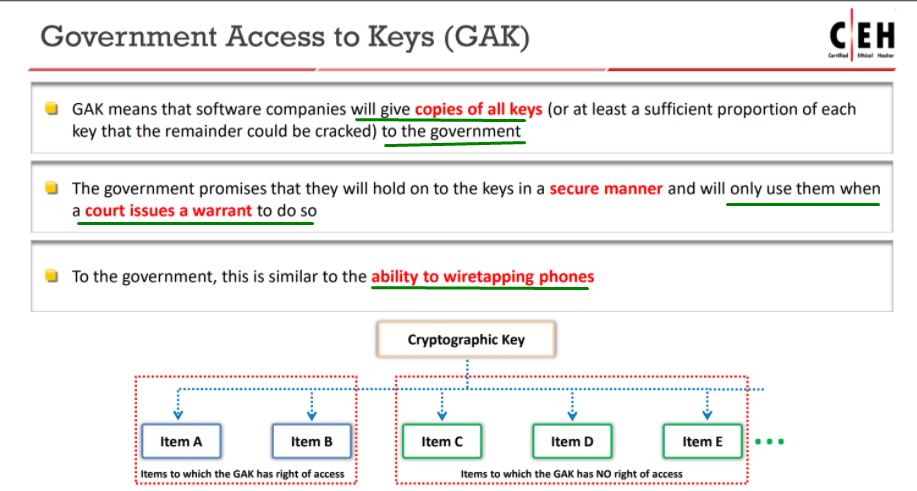 Government Access to Keys (GAK)
C|EH
Certified Ethical Hacker
GAK means that software companies will give copies of all keys (or at least a sufficient proportion of each
key that the remainder could be cracked) to the government
The government promises that they will hold on to the keys in a secure manner and will only use them when
a court issues a warrant to do so
To the government, this is similar to the ability to wiretapping phones
Cryptographic Key
Item A
Item B
Item C
Item D
Item E
Items to which the GAK has right of access
Items to which the GAK has NO right of access